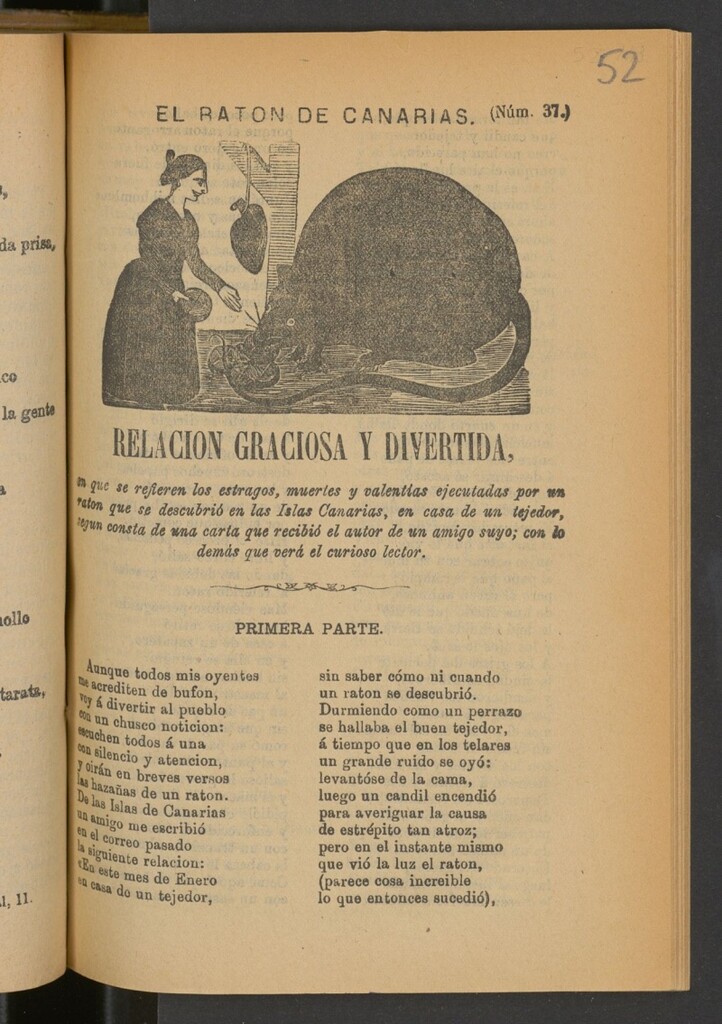 52
EL RATON DE CANARIAS. (Núm. 37.)
RELACION GRACIOSA Y DIVERTIDA,
en que se refieren los estragos, muertes y valentias ejecutadas por un
raton que se descubrió en las Islas Canarias, en casa de un tejedor,
segun consta de una carta que recibió el autor de un amigo suyo; con lo
demás que verá el curioso lector.
PRIMERA PARTE.
Aunque todos mis oyentes
me acrediten de bufon,
voy á divertir al pueblo
con un chusco noticion:
escuchen todos á una
con silencio y atencion,
y oirán en breves versos
las hazañas de un raton.
De las Islas de Canarias
un amigo me escribió
en el correo pasado
la siguiente relacion:
«En este mes de Enero
en casa de un tejedor,
sin saber cómo ni cuando
un raton se descubrió.
Durmiendo como un perrazo
se hallaba el buen tejedor,
á tiempo que en los telares
un grande ruido se oyó:
levantóse de la cama,
luego un candil encendió
para averiguar la causa
de estrépito tan atroz;
pero en el instante mismo
que vió la luz el raton,
(parece cosa increible
lo que entonces sucedió),
da prisa,
la gente
tarata,
11.